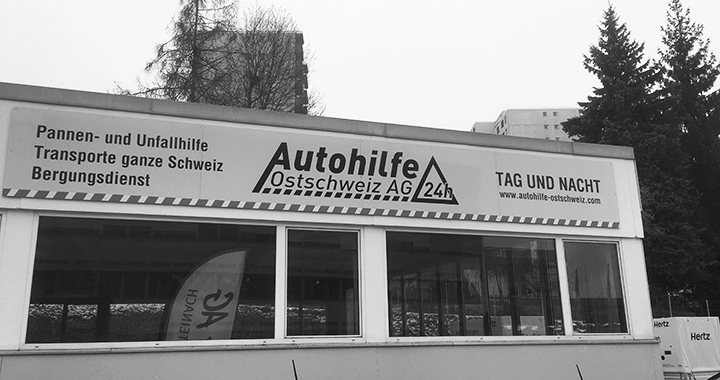 Pannen- und Unfallhilfe
Transporte ganze Schweiz
Bergungsdienst
Autohilfe
Ostschweiz AG 24h
TAG UND NACHT
www.autohilfe-ostschweiz.com
AG
Hertz
Hertz